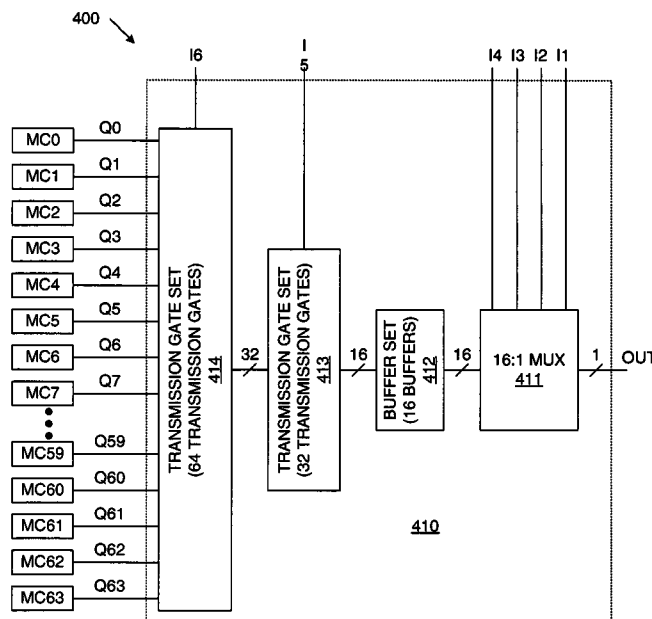 400
I6
I
5
I4 I3 I2 I1
MC0 Q0
MC1 Q1
MC2 Q2
MC3 Q3
MC4 Q4
MC5 Q5
MC6 Q6
MC7 Q7
MC59 Q59
MC60 Q60
MC61 Q61
MC62 Q62
MC63 Q63
TRANSMISSION GATE SET
(64 TRANSMISSION GATES)
414
32
TRANSMISSION GATE SET
(32 TRANSMISSION GATES)
413
16
BUFFER SET
(16 BUFFERS)
412
16
16:1 MUX
411
1
OUT
410